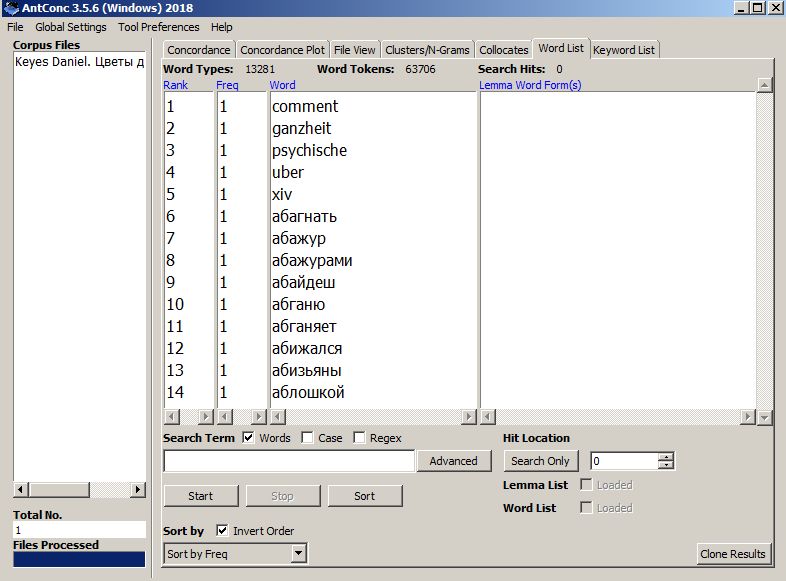 AntConc 3.5.6 (Windows) 2018
File Global Settings Tool Preferences Help
Corpus Files
Keyes Daniel. Цветы д
Concordance Concordance Plot File View Clusters/N-Grams Collocates Word List Keyword List
Word Types: 13281 Word Tokens: 63706 Search Hits: 0
Rank Freq Word Lemma Word Form(s)
1 1 comment
2 1 ganzheit
3 1 psychische
4 1 uber
5 1 xiv
6 1 абагнать
7 1 абажур
8 1 абажурами
9 1 абайдеш
10 1 абганю
11 1 абганяет
12 1 абижался
13 1 абизьяны
14 1 аблошкой
Search Term Words Case Regex Hit Location
Advanced Search Only 0
Start Stop Sort Lemma List Loaded
Word List Loaded
Total No.
1
Files Processed
Sort by Invert Order
Sort by Freq Clone Results